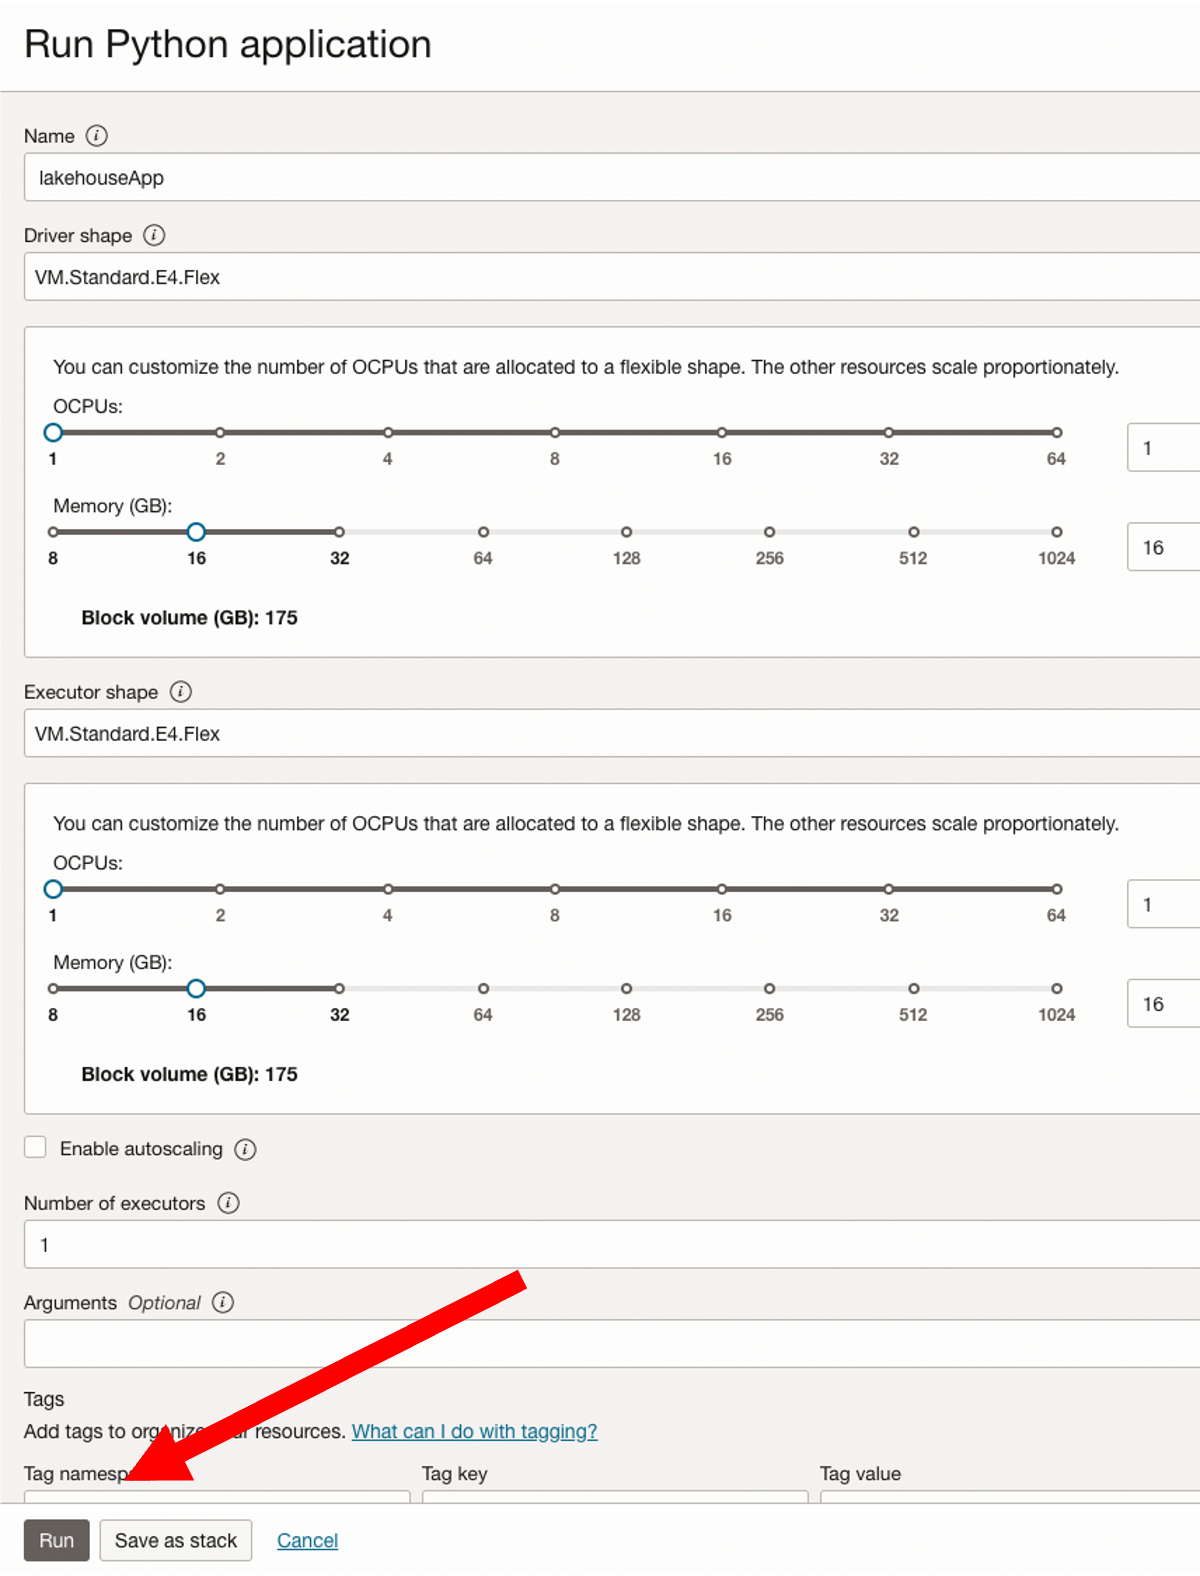 Run Python application
Name
lakehouseApp
Driver shape
VM.Standard.E4.Flex
You can customize the number of OCPUs that are allocated to a flexible shape. The other resources scale proportionately.
OCPUs:
1 2 4 8 16 32 64
1
Memory (GB):
8 16 32 64 128 256 512 1024
16
Block volume (GB): 175
Executor shape
VM.Standard.E4.Flex
You can customize the number of OCPUs that are allocated to a flexible shape. The other resources scale proportionately.
OCPUs:
1 2 4 8 16 32 64
1
Memory (GB):
8 16 32 64 128 256 512 1024
16
Block volume (GB): 175
Enable autoscaling
Number of executors
1
Arguments Optional
Tags
Add tags to resources. What can I do with tagging?
Tag Tag key Tag value
Run Save as stack Cancel